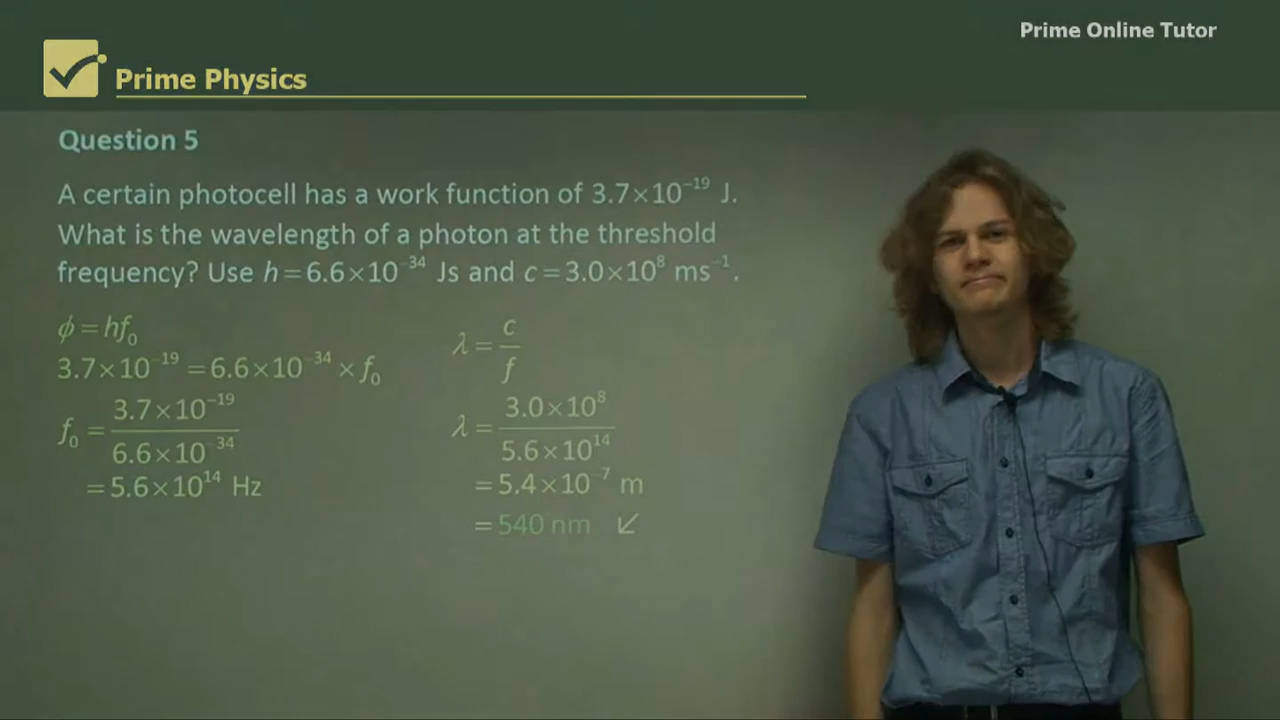 Prime Online Tutor
Prime Physics
Question 5
A certain photocell has a work function of 3.7×10⁻¹⁹ J.
What is the wavelength of a photon at the threshold
frequency? Use h=6.6×10⁻³⁴ Js and c=3.0×10⁸ ms⁻¹.
ϕ=hf₀
3.7×10⁻¹⁹ =6.6×10⁻³⁴ ×f₀
f₀ = 3.7×10⁻¹⁹ / 6.6×10⁻³⁴
=5.6×10¹⁴ Hz
λ = c / f
λ = 3.0×10⁸ / 5.6×10¹⁴
=5.4×10⁻⁷ m
=540 nm